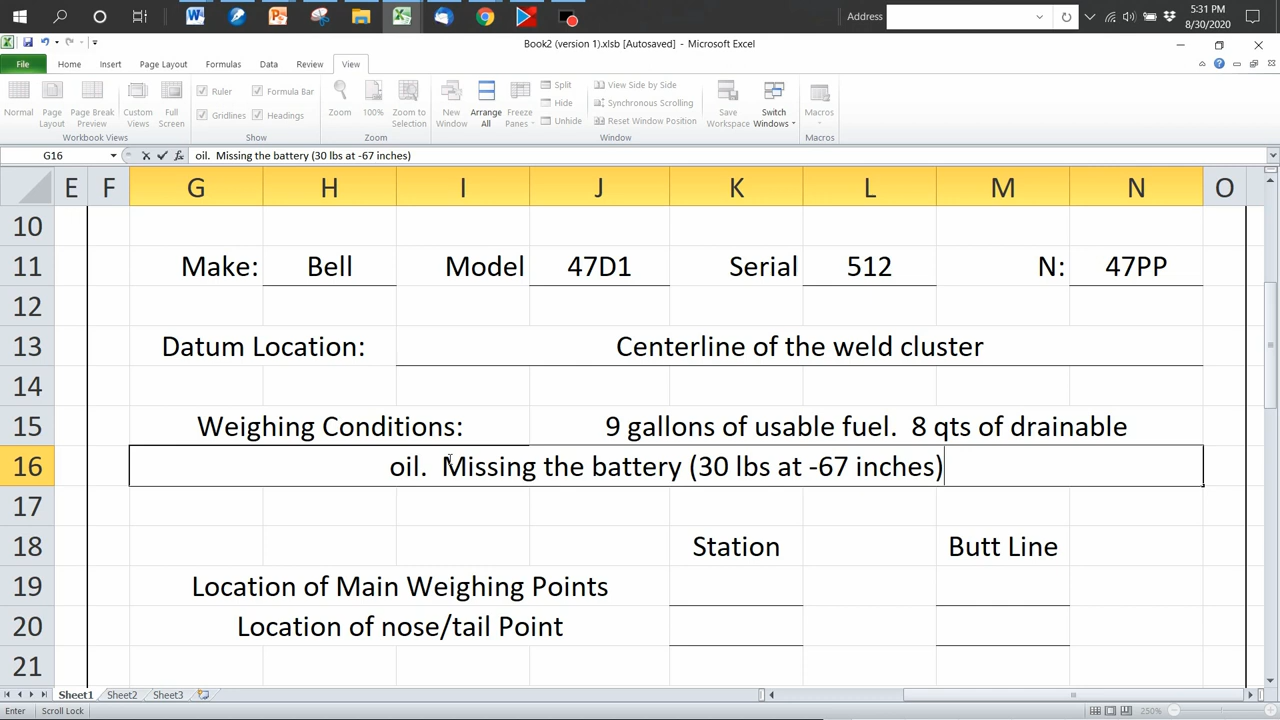 Address
5:31 PM
8/30/2020
Book2 (version 1).xlsb [Autosaved] - Microsoft Excel
File Home Insert Page Layout Formulas Data Review View
Normal Page Layout Page Break Preview Custom Views Full Screen
Workbook Views
Ruler Formula Bar
Gridlines Headings
Show
Zoom 100% Zoom to Selection
Zoom
New Window Arrange All Freeze Panes
Split
Hide
Unhide
View Side by Side
Synchronous Scrolling
Reset Window Position
Save Workspace Switch Windows
Window
Macros
Macros
G16 fx oil. Missing the battery (30 lbs at -67 inches)
E F G H I J K L M N O
10
11 Make: Bell Model 47D1 Serial 512 N: 47PP
12
13 Datum Location: Centerline of the weld cluster
14
15 Weighing Conditions: 9 gallons of usable fuel. 8 qts of drainable
16 oil. Missing the battery (30 lbs at -67 inches)
17
18 Station Butt Line
19 Location of Main Weighing Points
20 Location of nose/tail Point
21
Sheet1 Sheet2 Sheet3
Enter Scroll Lock 250%